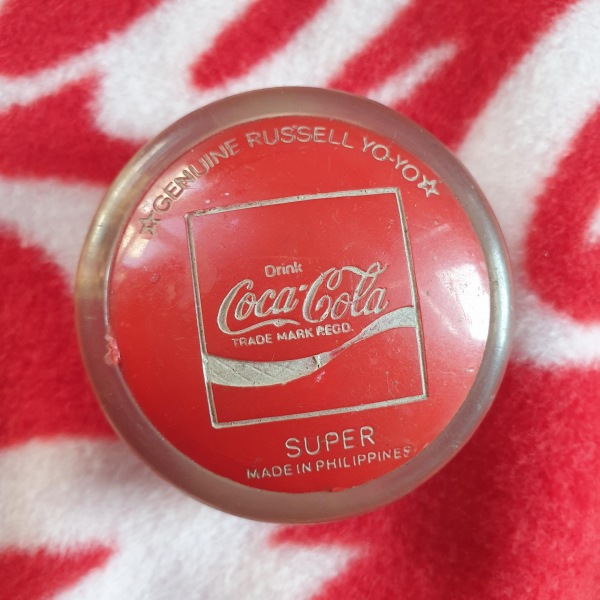 ☆GENUINE RUSSELL YO-YO☆
Drink
Coca-Cola
TRADE MARK REGD.
SUPER
MADE IN PHILIPPINES